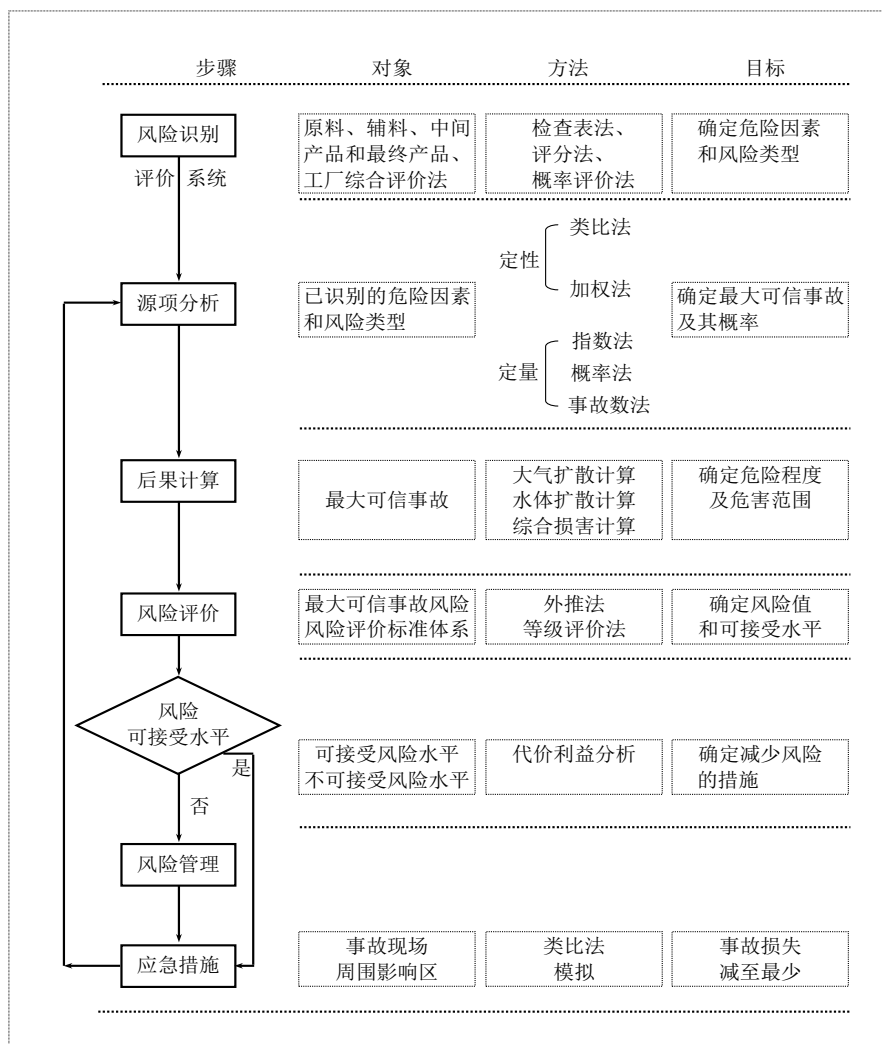 步骤 对象 方法 目标
风险识别
评价 系统
原料、辅料、中间
产品和最终产品、
工厂综合评价法
检查表法、
评分法、
概率评价法
确定危险因素
和风险类型
源项分析
已识别的危险因素
和风险类型
定性
类比法
加权法
定量
指数法
概率法
事故数法
确定最大可信事故
及其概率
后果计算
最大可信事故
大气扩散计算
水体扩散计算
综合损害计算
确定危险程度
及危害范围
风险评价
最大可信事故风险
风险评价标准体系
外推法
等级评价法
确定风险值
和可接受水平
风险
可接受水平
是
否
可接受风险水平
不可接受风险水平
代价利益分析
确定减少风险
的措施
风险管理
应急措施
事故现场
周围影响区
类比法
模拟
事故损失
减至最少